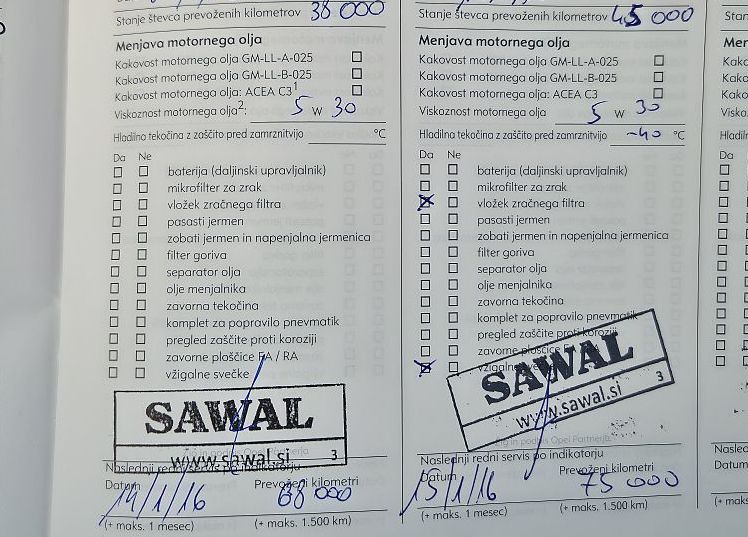 Stanje števca prevoženih kilometrov 38 000
Menjava motornega olja
Kakovost motornega olja GM-LL-A-025
Kakovost motornega olja GM-LL-B-025
Kakovost motornega olja: ACEA C3¹
Viskoznost motornega olja²: 5 W 30
Hladilna tekočina z zaščito pred zamrznitvijo °C
Da Ne
baterija (daljinski upravljalnik)
mikrofilter za zrak
vložek zračnega filtra
pasasti jermen
zobati jermen in napenjalna jermenica
filter goriva
separator olja
olje menjalnika
zavorna tekočina
komplet za popravilo pnevmatik
pregled zaščite proti koroziji
zavorne ploščice FA / RA
vžigalne svečke
SAWAL
www.sawal.si 3
Naslednji redni servis po indikatorju
Datum Prevoženi kilometri
14/1/16 68 000
(+ maks. 1 mesec) (+ maks. 1.500 km)
Stanje števca prevoženih kilometrov 45 000
Menjava motornega olja
Kakovost motornega olja GM-LL-A-025
Kakovost motornega olja GM-LL-B-025
Kakovost motornega olja: ACEA C3
Viskoznost motornega olja 5 W 30
Hladilna tekočina z zaščito pred zamrznitvijo -40 °C
Da Ne
baterija (daljinski upravljalnik)
mikrofilter za zrak
vložek zračnega filtra
pasasti jermen
zobati jermen in napenjalna jermenica
filter goriva
separator olja
olje menjalnika
zavorna tekočina
komplet za popravilo pnevmatik
pregled zaščite proti koroziji
zavorne ploščice FA / RA
vžigalne svečke
SAWAL
www.sawal.si 3
Naslednji redni servis po indikatorju
Datum Prevoženi kilometri
15/1/16 75 000
(+ maks. 1 mesec) (+ maks. 1.500 km)